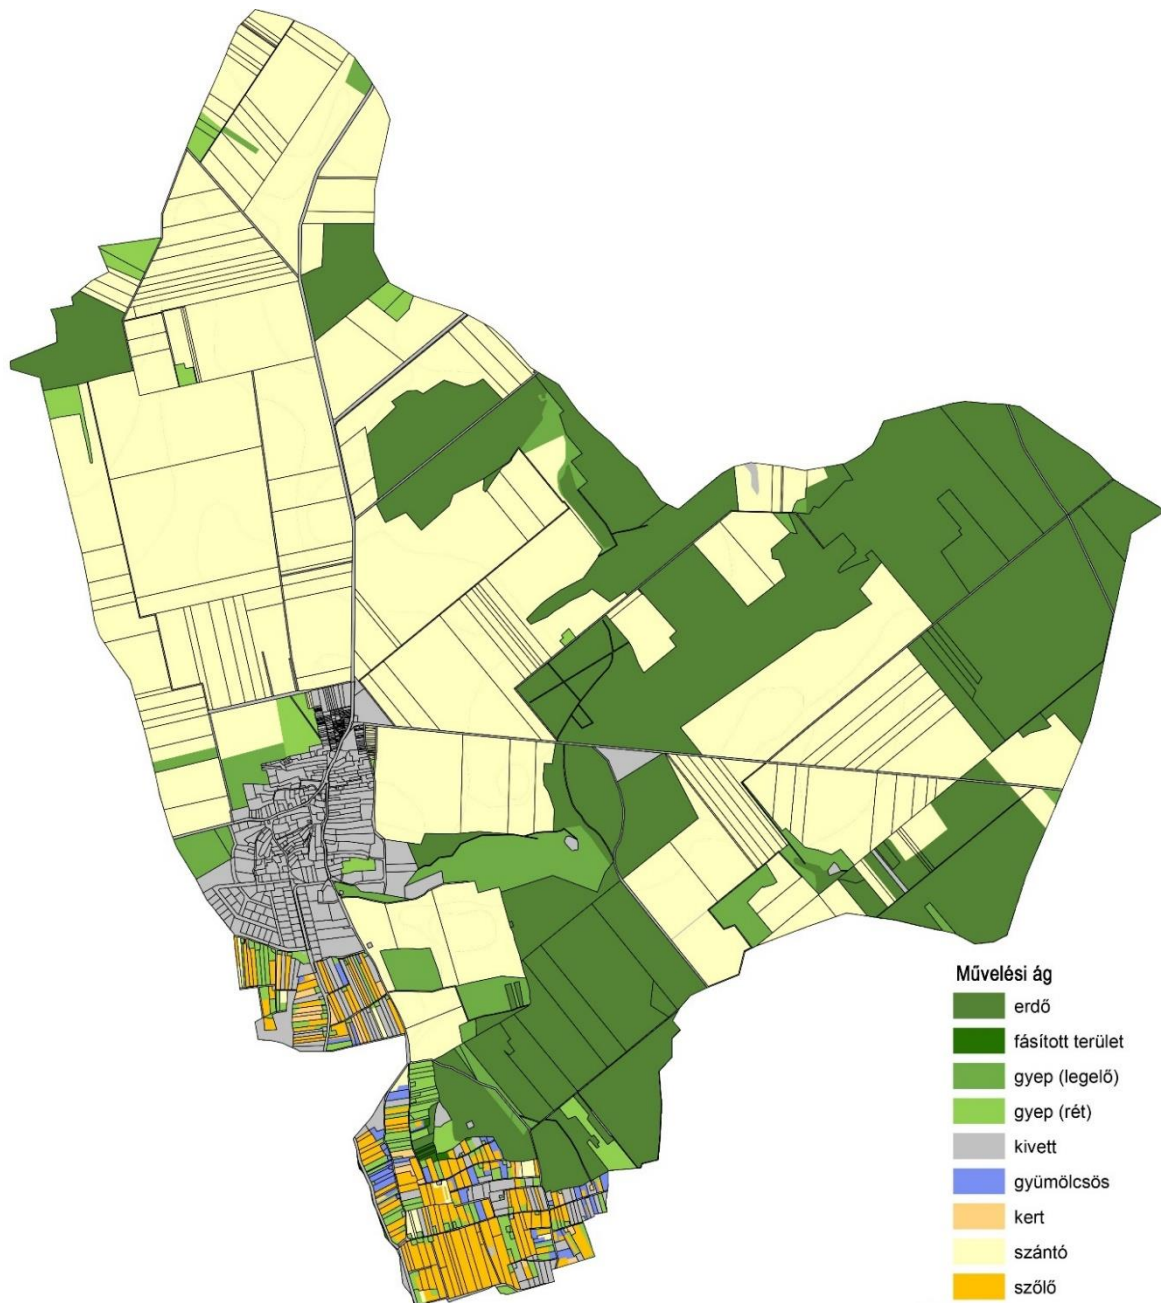 Művelési ág
erdő
fásított terület
gyep (legelő)
gyep (rét)
kivett
gyümölcsös
kert
szántó
szőlő